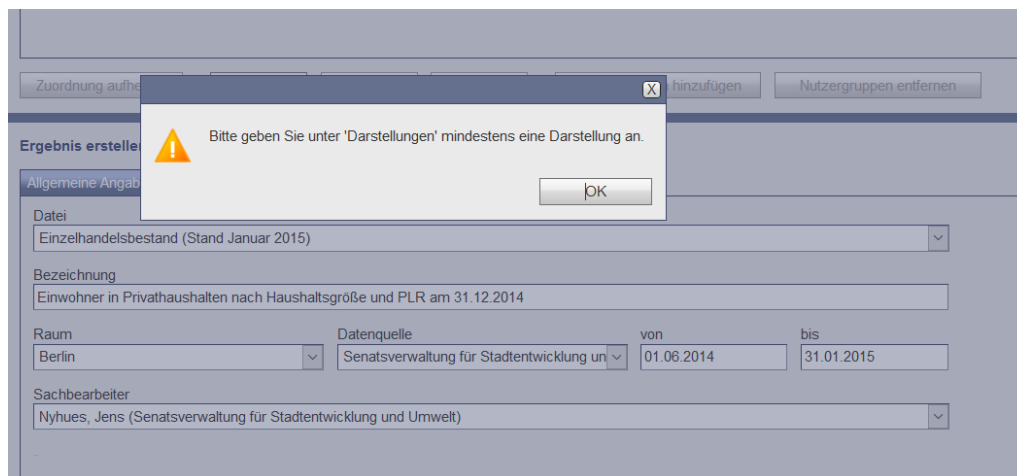 Zuordnung aufhe
hinzufügen
Nutzergruppen entfernen
X
Bitte geben Sie unter 'Darstellungen' mindestens eine Darstellung an.
OK
Ergebnis erstelle
Allgemeine Angab
Datei
Einzelhandelsbestand (Stand Januar 2015)
Bezeichnung
Einwohner in Privathaushalten nach Haushaltsgröße und PLR am 31.12.2014
Raum Datenquelle von bis
Berlin Senatsverwaltung für Stadtentwicklung un 01.06.2014 31.01.2015
Sachbearbeiter
Nyhues, Jens (Senatsverwaltung für Stadtentwicklung und Umwelt)